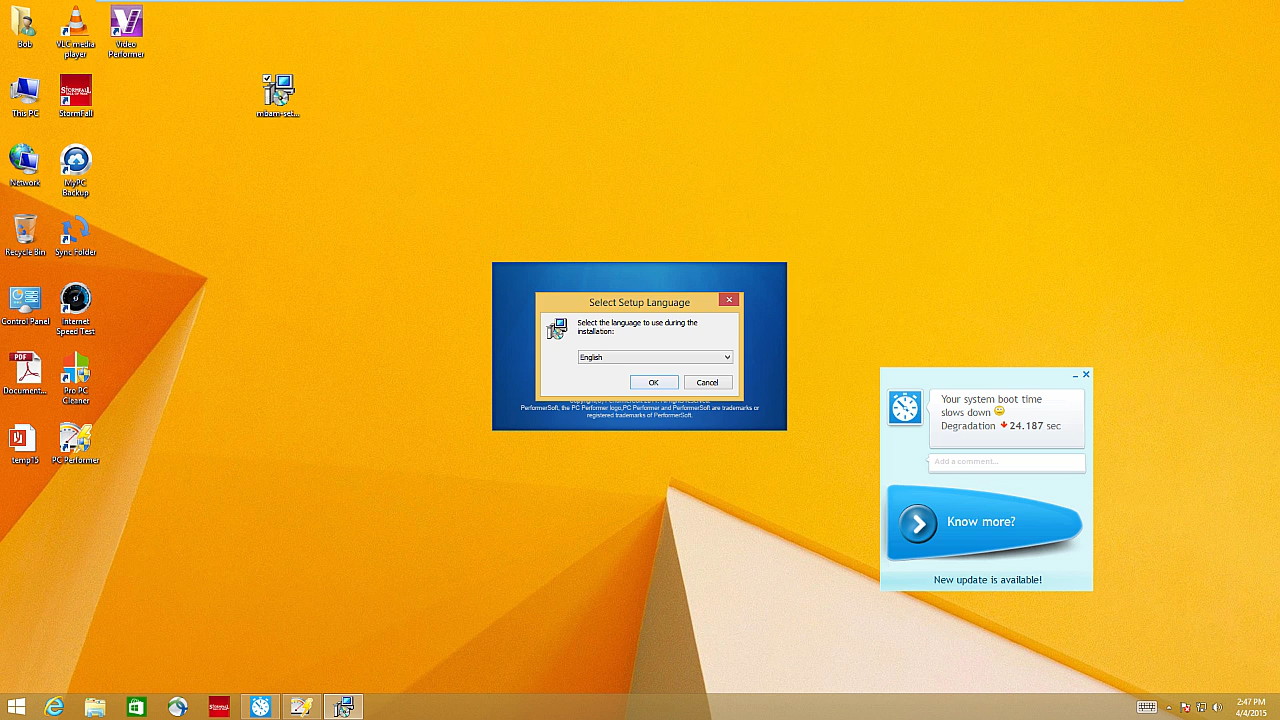 Bob
VLC media
player
Video
Performer
This PC
STORMFALL
StormFall
mbam-set...
Network
MyPC
Backup
Recycle Bin
Sync Folder
Control Panel
Internet
Speed Test
PDF
Document...
Pro PC
Cleaner
temp15
PC Performer
Select Setup Language
Select the language to use during the
installation:
English
OK
Cancel
PerformerSoft, the PC Performer logo,PC Performer and PerformerSoft are trademarks or
registered trademarks of PerformerSoft.
Your system boot time
slows down
Degradation 24.187 sec
Add a comment...
Know more?
New update is available!
2:47 PM
4/4/2015